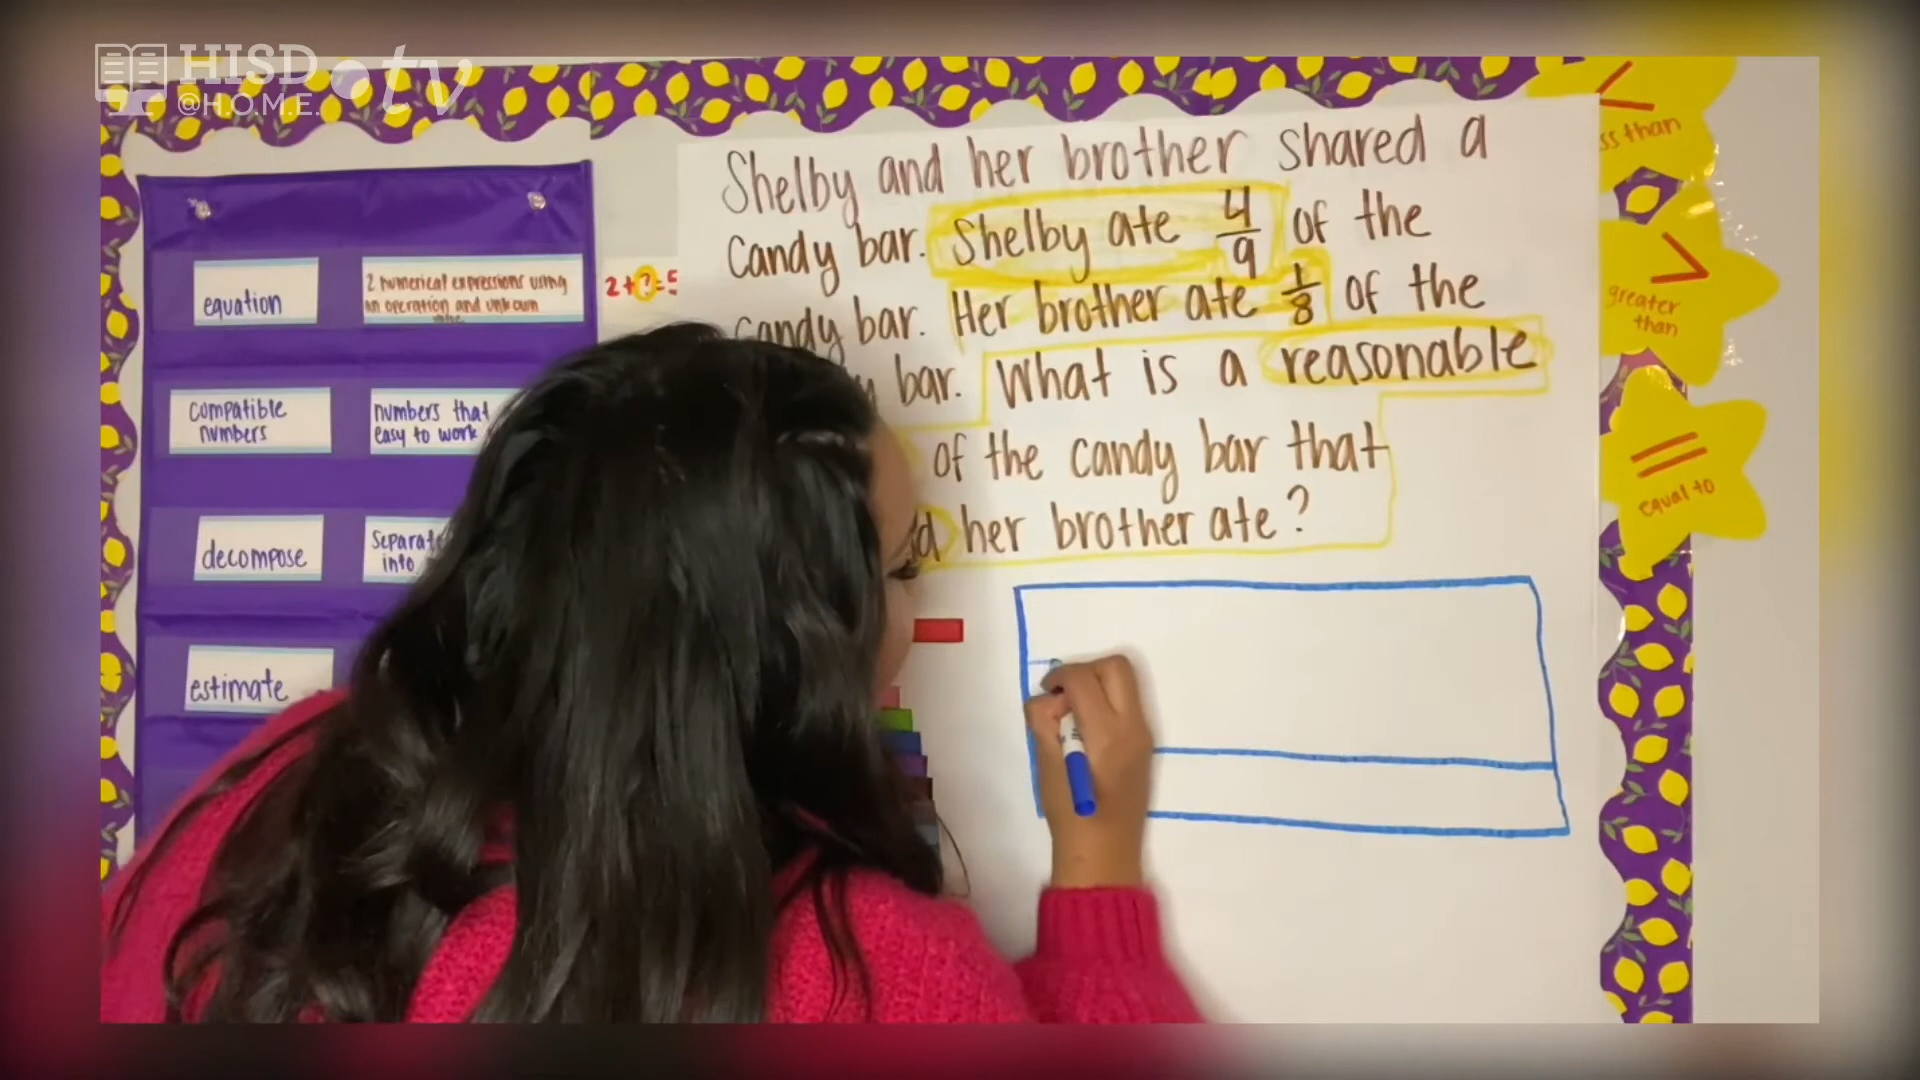 HISD
@H.O.M.E.
tv
Shelby and her brother shared a
candy bar. Shelby ate 4/9 of the
candy bar. Her brother ate 1/8 of the
bar. What is a reasonable
of the candy bar that
her brother ate?
equation
2 numerical expressions using
an operation and unknown
2+?=5
compatible
numbers
numbers that
easy to work
decompose
Separate
into
estimate
than
greater
than
equal to